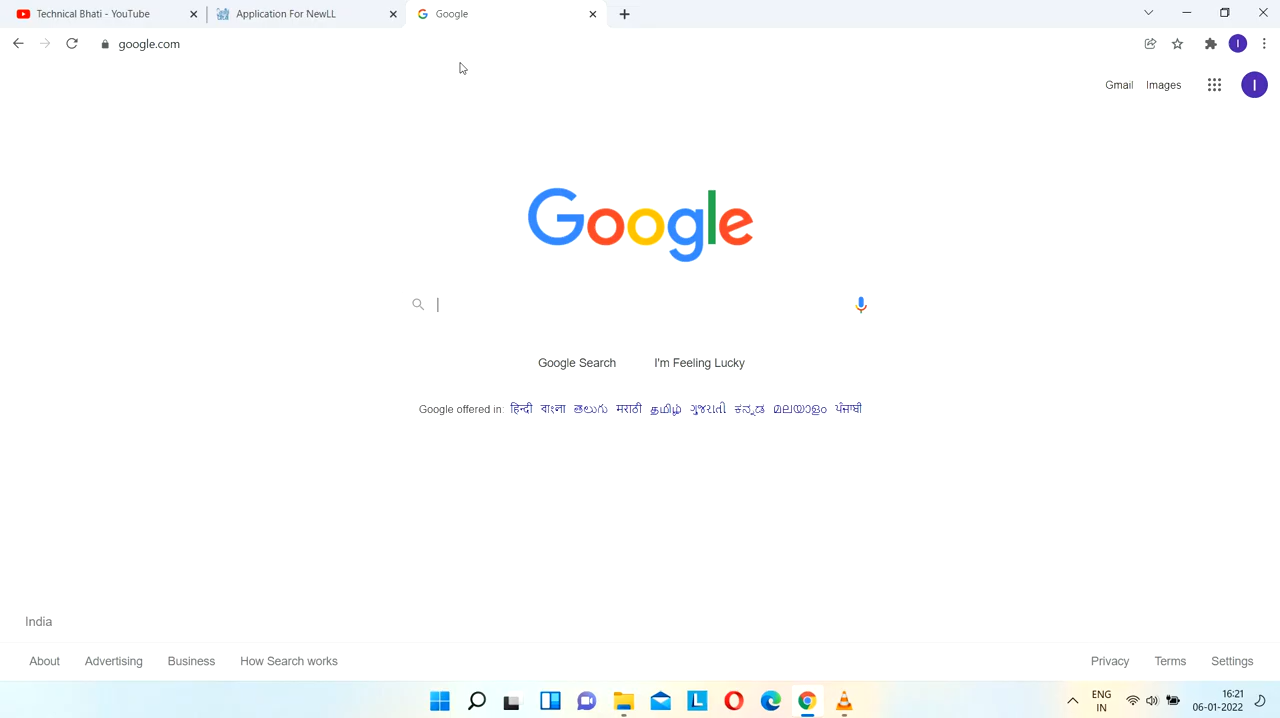 Technical Bhati - YouTube
Application For NewLL
Google
google.com
I
Gmail Images I
Google
Google Search I'm Feeling Lucky
Google offered in: हिन्दी বাংলা తెలుగు मराठी தமிழ் ગુજરાતી ಕನ್ನಡ മലയാളം ਪੰਜਾਬੀ
India
About Advertising Business How Search works Privacy Terms Settings
L
ENG
IN
16:21
06-01-2022